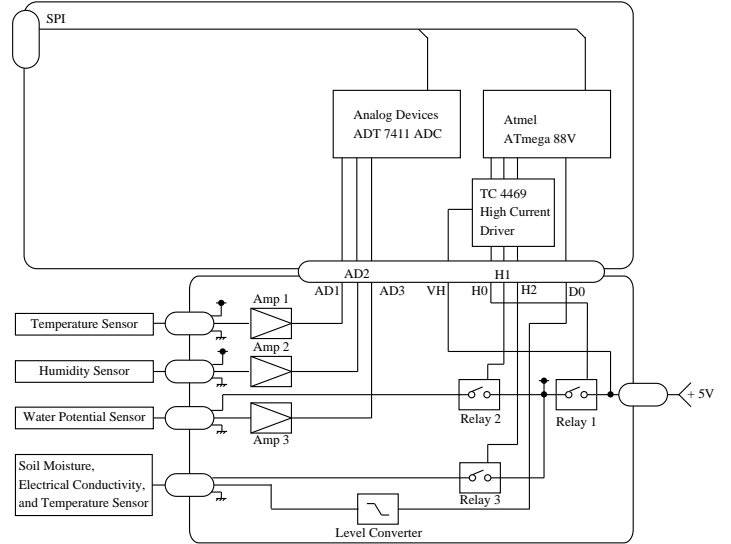 SPI
Analog Devices
ADT 7411 ADC
Atmel
ATmega 88V
TC 4469
High Current
Driver
AD2
H1
AD1
AD3
VH
H0
H2
D0
Amp 1
Temperature Sensor
Amp 2
Humidity Sensor
Water Potential Sensor
Amp 3
Relay 2
Relay 1
+ 5V
Soil Moisture,
Electrical Conductivity,
and Temperature Sensor
Relay 3
Level Converter